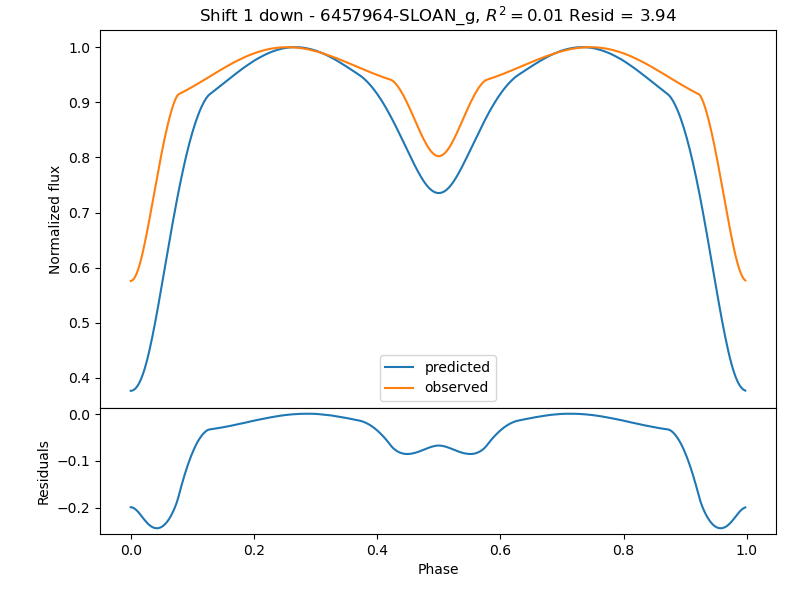 Shift 1 down - 6457964-SLOAN_g, $R^2 = 0.01$ Resid = 3.94
1.0
0.9
0.8
0.7
0.6
0.5
0.4
Normalized flux
predicted
observed
0.0
−0.1
−0.2
Residuals
0.0 0.2 0.4 0.6 0.8 1.0
Phase